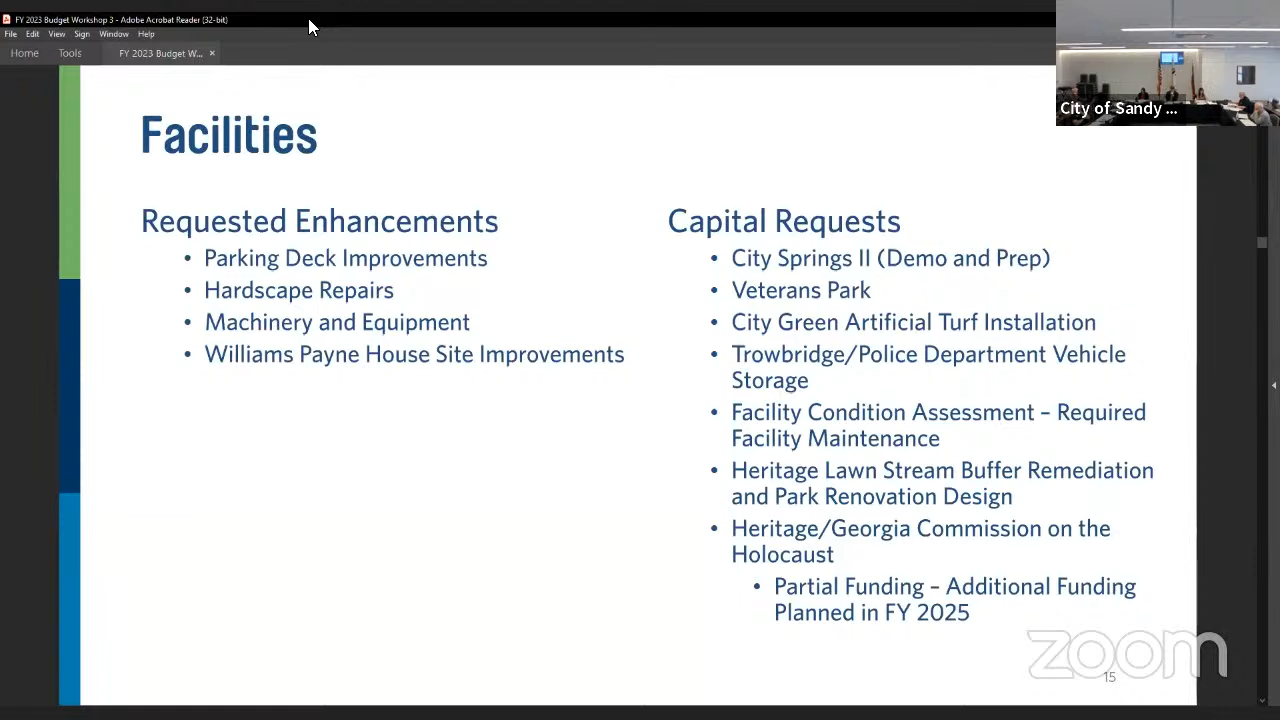 FY 2023 Budget Workshop 3 - Adobe Acrobat Reader (32-bit)
File Edit View Sign Window Help
Home Tools FY 2023 Budget W... ×
City of Sandy ...
Facilities
Requested Enhancements
• Parking Deck Improvements
• Hardscape Repairs
• Machinery and Equipment
• Williams Payne House Site Improvements
Capital Requests
• City Springs II (Demo and Prep)
• Veterans Park
• City Green Artificial Turf Installation
• Trowbridge/Police Department Vehicle
Storage
• Facility Condition Assessment – Required
Facility Maintenance
• Heritage Lawn Stream Buffer Remediation
and Park Renovation Design
• Heritage/Georgia Commission on the
Holocaust
• Partial Funding – Additional Funding
Planned in FY 2025
zoom
15